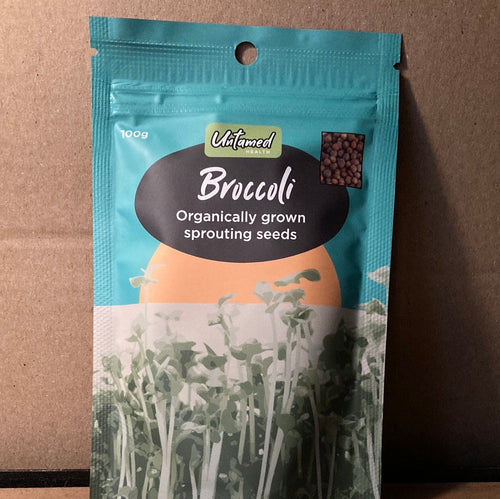 100g
Untamed
HEALTH
Broccoli
Organically grown
sprouting seeds